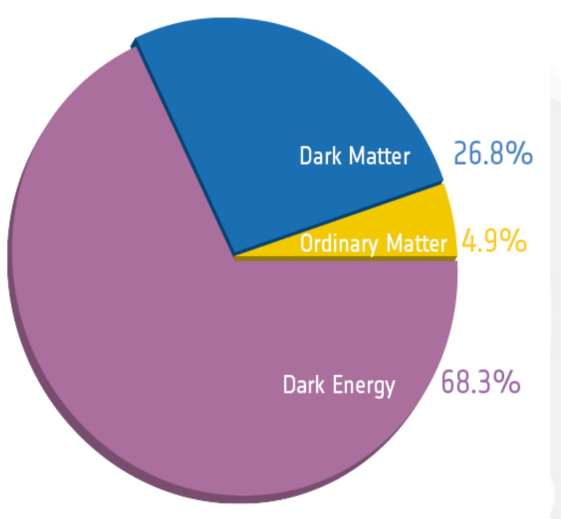 Dark Matter 26.8%
Ordinary Matter 4.9%
Dark Energy 68.3%